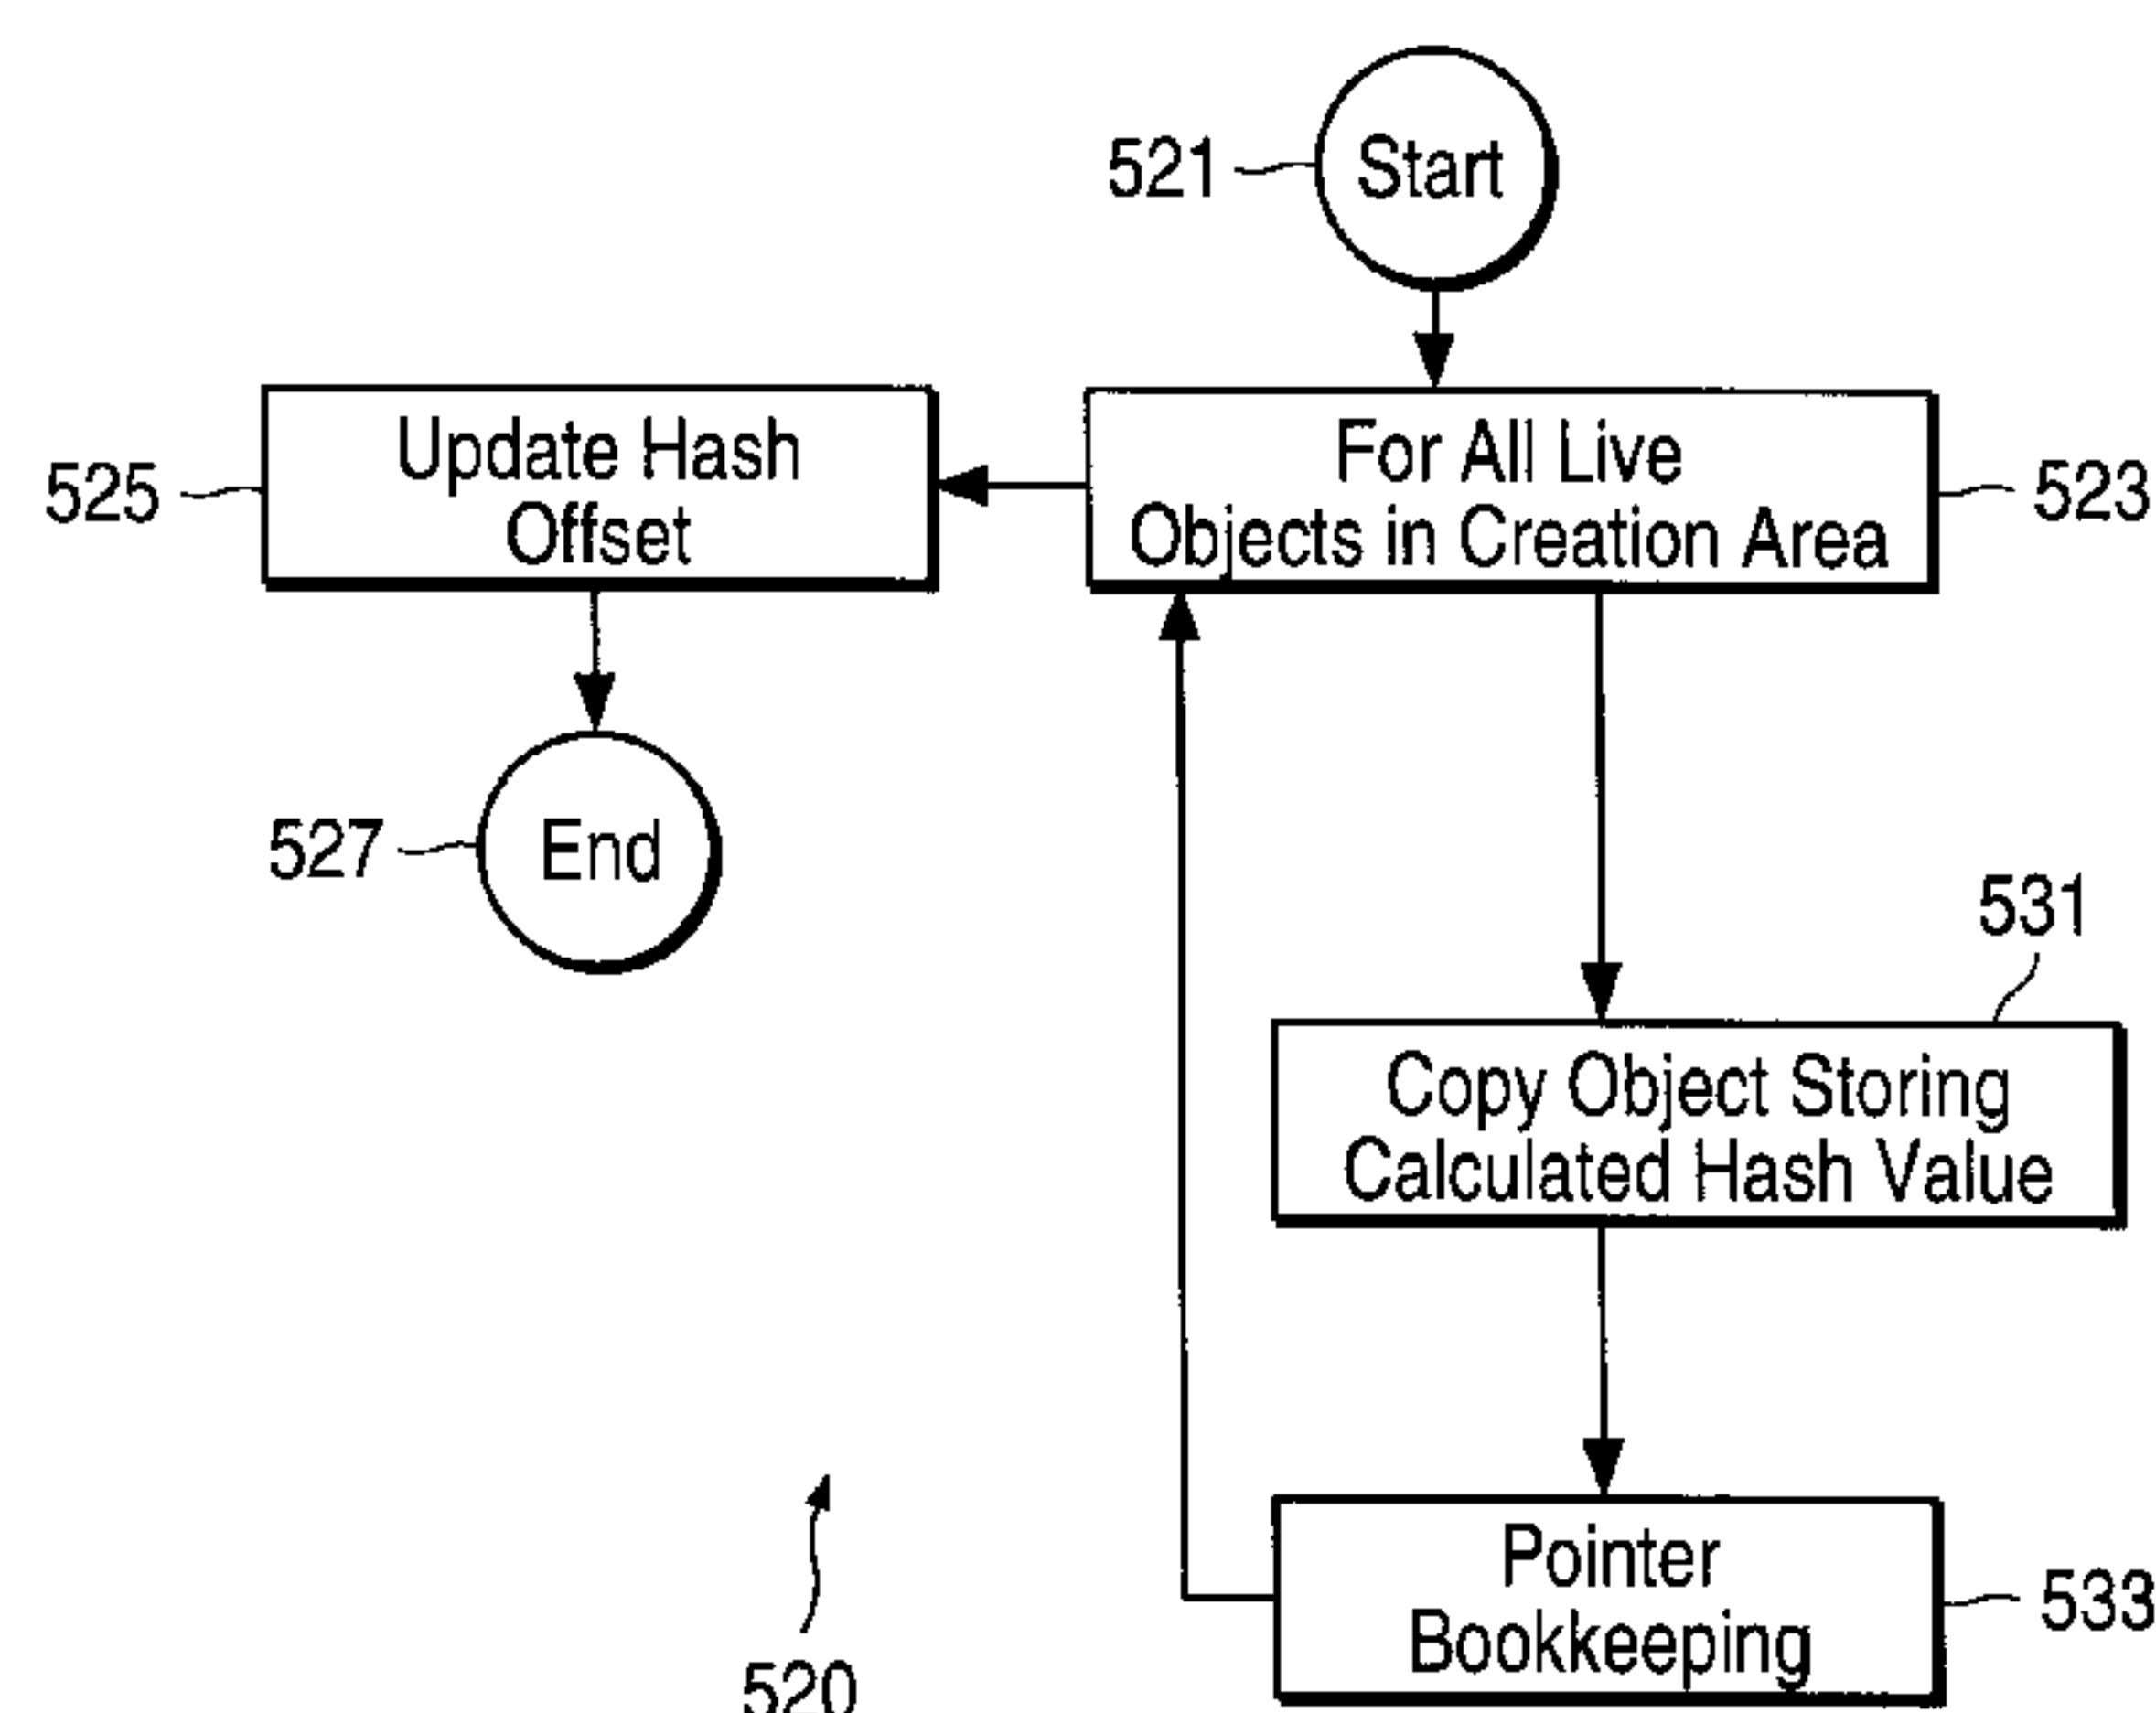 521
Start
Update Hash
Offset
525
For All Live
Objects in Creation Area
523
527
End
531
Copy Object Storing
Calculated Hash Value
Pointer
Bookkeeping
533
520